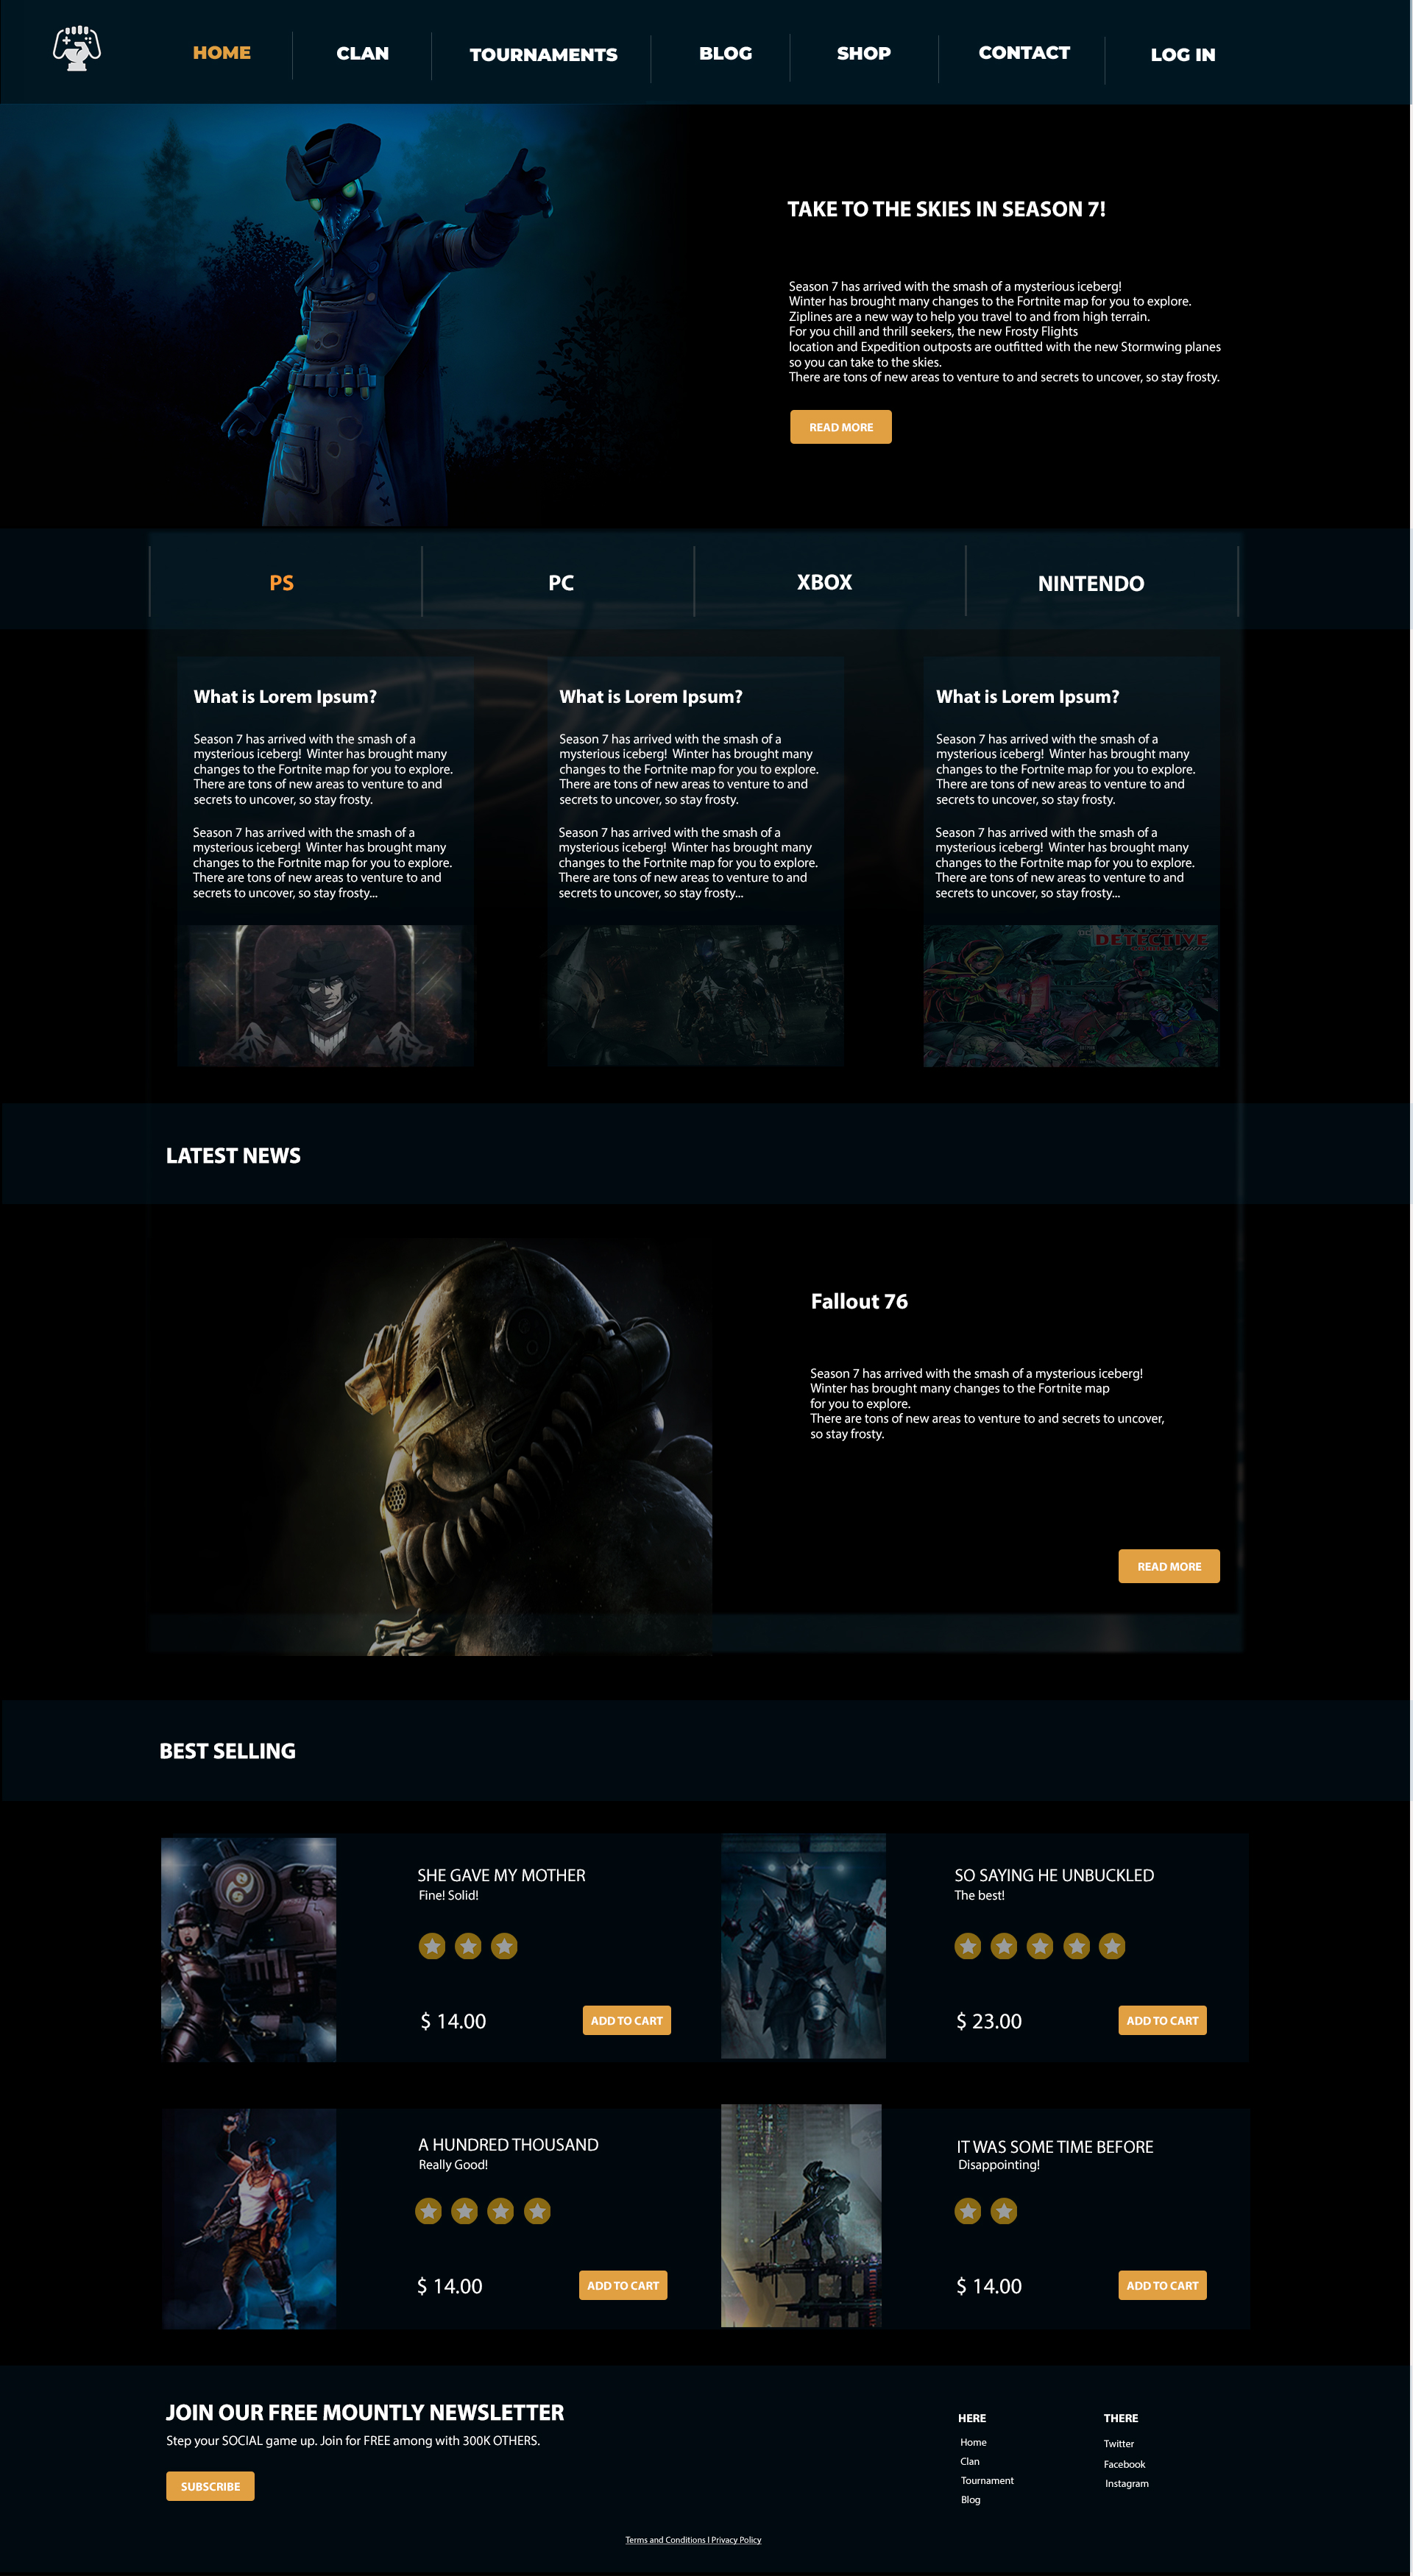 HOME
CLAN
TOURNAMENTS
BLOG
SHOP
CONTACT
LOG IN
TAKE TO THE SKIES IN SEASON 7!
Season 7 has arrived with the smash of a mysterious iceberg!
Winter has brought many changes to the Fortnite map for you to explore.
Ziplines are a new way to help you travel to and from high terrain.
For you chill and thrill seekers, the new Frosty Flights
location and Expedition outposts are outfitted with the new Stormwing planes
so you can take to the skies.
There are tons of new areas to venture to and secrets to uncover, so stay frosty.
READ MORE
PS
PC
XBOX
NINTENDO
What is Lorem Ipsum?
Season 7 has arrived with the smash of a
mysterious iceberg! Winter has brought many
changes to the Fortnite map for you to explore.
There are tons of new areas to venture to and
secrets to uncover, so stay frosty.
Season 7 has arrived with the smash of a
mysterious iceberg! Winter has brought many
changes to the Fortnite map for you to explore.
There are tons of new areas to venture to and
secrets to uncover, so stay frosty...
What is Lorem Ipsum?
Season 7 has arrived with the smash of a
mysterious iceberg! Winter has brought many
changes to the Fortnite map for you to explore.
There are tons of new areas to venture to and
secrets to uncover, so stay frosty.
Season 7 has arrived with the smash of a
mysterious iceberg! Winter has brought many
changes to the Fortnite map for you to explore.
There are tons of new areas to venture to and
secrets to uncover, so stay frosty...
What is Lorem Ipsum?
Season 7 has arrived with the smash of a
mysterious iceberg! Winter has brought many
changes to the Fortnite map for you to explore.
There are tons of new areas to venture to and
secrets to uncover, so stay frosty.
Season 7 has arrived with the smash of a
mysterious iceberg! Winter has brought many
changes to the Fortnite map for you to explore.
There are tons of new areas to venture to and
secrets to uncover, so stay frosty...
DETECTIVE
LATEST NEWS
Fallout 76
Season 7 has arrived with the smash of a mysterious iceberg!
Winter has brought many changes to the Fortnite map
for you to explore.
There are tons of new areas to venture to and secrets to uncover,
so stay frosty.
READ MORE
BEST SELLING
SHE GAVE MY MOTHER
Fine! Solid!
$ 14.00
ADD TO CART
SO SAYING HE UNBUCKLED
The best!
$ 23.00
ADD TO CART
A HUNDRED THOUSAND
Really Good!
$ 14.00
ADD TO CART
IT WAS SOME TIME BEFORE
Disappointing!
$ 14.00
ADD TO CART
JOIN OUR FREE MOUNTLY NEWSLETTER
Step your SOCIAL game up. Join for FREE among with 300K OTHERS.
SUBSCRIBE
HERE
Home
Clan
Tournament
Blog
THERE
Twitter
Facebook
Instagram
Terms and Conditions I Privacy Policy